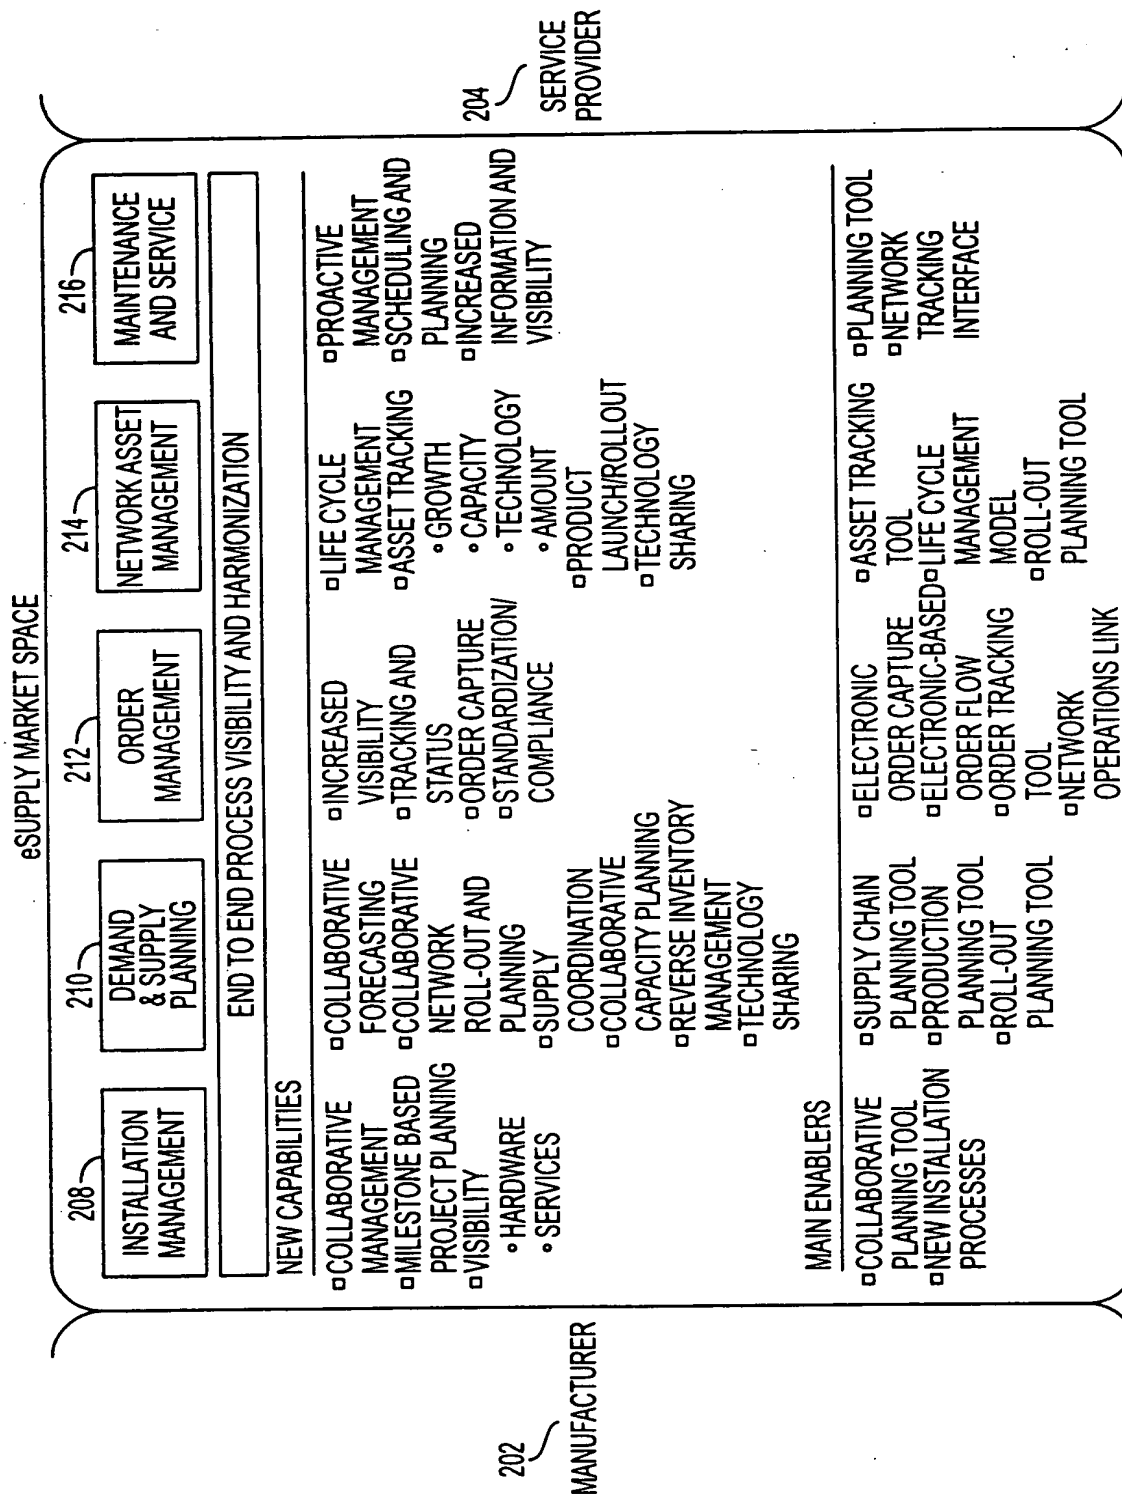 eSUPPLY MARKET SPACE
208
INSTALLATION
MANAGEMENT
210
DEMAND
& SUPPLY
PLANNING
212
ORDER
MANAGEMENT
214
NETWORK ASSET
MANAGEMENT
216
MAINTENANCE
AND SERVICE
END TO END PROCESS VISIBILITY AND HARMONIZATION
NEW CAPABILITIES
▫COLLABORATIVE
MANAGEMENT
▫MILESTONE BASED
PROJECT PLANNING
▫VISIBILITY
•HARDWARE
•SERVICES
▫COLLABORATIVE
FORECASTING
▫COLLABORATIVE
NETWORK
ROLL-OUT AND
PLANNING
▫SUPPLY
COORDINATION
▫COLLABORATIVE
CAPACITY PLANNING
▫REVERSE INVENTORY
MANAGEMENT
▫TECHNOLOGY
SHARING
▫INCREASED
VISIBILITY
▫TRACKING AND
STATUS
▫ORDER CAPTURE
▫STANDARDIZATION/
COMPLIANCE
▫LIFE CYCLE
MANAGEMENT
▫ASSET TRACKING
•GROWTH
•CAPACITY
•TECHNOLOGY
•AMOUNT
▫PRODUCT
LAUNCH/ROLLOUT
▫TECHNOLOGY
SHARING
▫PROACTIVE
MANAGEMENT
▫SCHEDULING AND
PLANNING
▫INCREASED
INFORMATION AND
VISIBILITY
MAIN ENABLERS
▫COLLABORATIVE
PLANNING TOOL
▫NEW INSTALLATION
PROCESSES
▫SUPPLY CHAIN
PLANNING TOOL
▫PRODUCTION
PLANNING TOOL
▫ROLL-OUT
PLANNING TOOL
▫ELECTRONIC
ORDER CAPTURE
▫ELECTRONIC-BASED
ORDER FLOW
▫ORDER TRACKING
TOOL
▫NETWORK
OPERATIONS LINK
▫ASSET TRACKING
TOOL
▫LIFE CYCLE
MANAGEMENT
MODEL
▫ROLL-OUT
PLANNING TOOL
▫PLANNING TOOL
▫NETWORK
TRACKING
INTERFACE
202
MANUFACTURER
204
SERVICE
PROVIDER